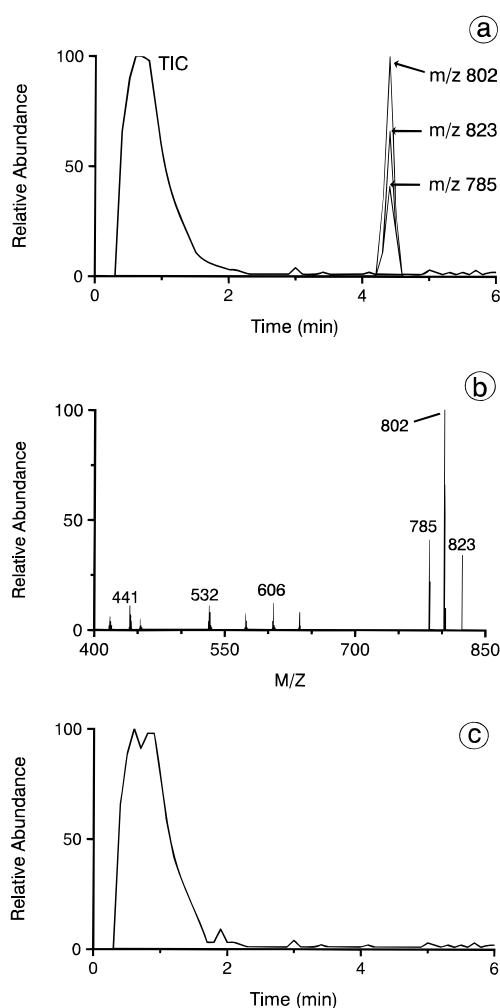 a
100
TIC
m/z 802
m/z 823
50
m/z 785
Relative Abundance
0
0 2 4 6
Time (min)
b
100
802
Relative Abundance
50
785
823
441
532
606
0
400 550 700 850
M/Z
c
100
Relative Abundance
50
0
0 2 4 6
Time (min)